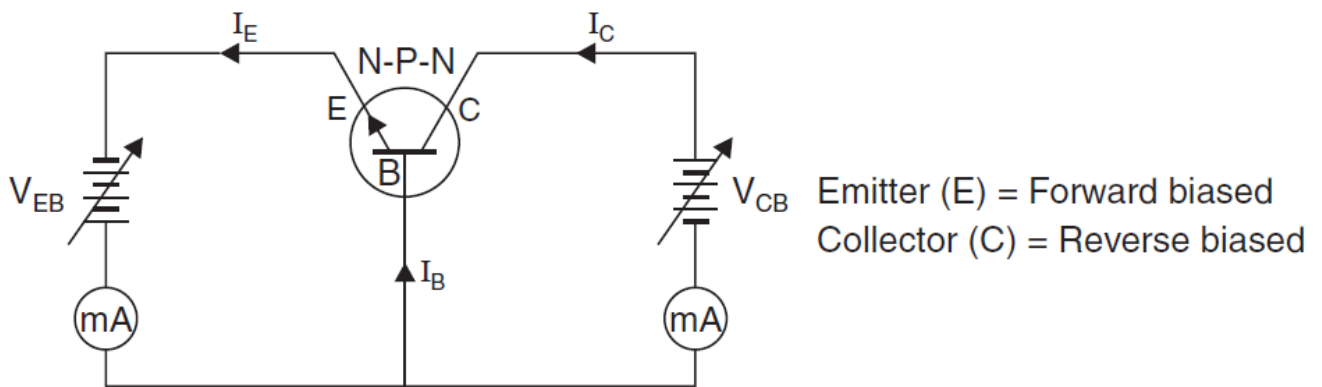 I_E
I_C
N-P-N
E
C
B
V_EB
V_CB
Emitter (E) = Forward biased
Collector (C) = Reverse biased
I_B
mA
mA